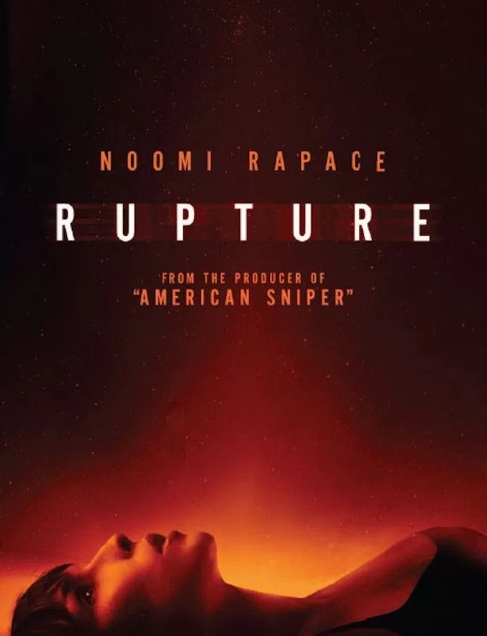 NOOMI RAPACE
RUPTURE
FROM THE PRODUCER OF
“AMERICAN SNIPER”